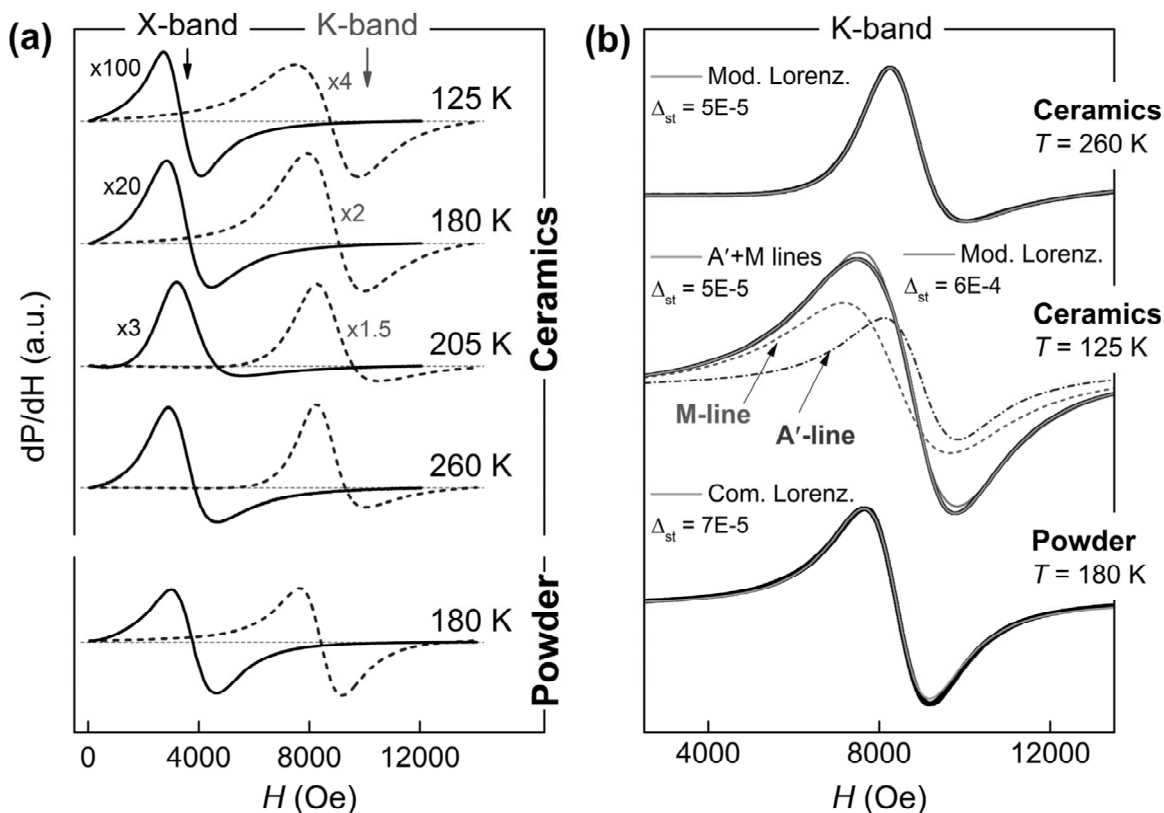 (a)
X-band
K-band
x100
x4
125 K
x20
x2
180 K
x3
x1.5
205 K
260 K
180 K
Ceramics
Powder
dP/dH (a.u.)
0
4000
8000
12000
H (Oe)
(b)
K-band
Mod. Lorenz.
Δst = 5E-5
Ceramics
T = 260 K
A′+M lines
Δst = 5E-5
Mod. Lorenz.
Δst = 6E-4
Ceramics
T = 125 K
M-line
A′-line
Com. Lorenz.
Δst = 7E-5
Powder
T = 180 K
4000
8000
12000
H (Oe)